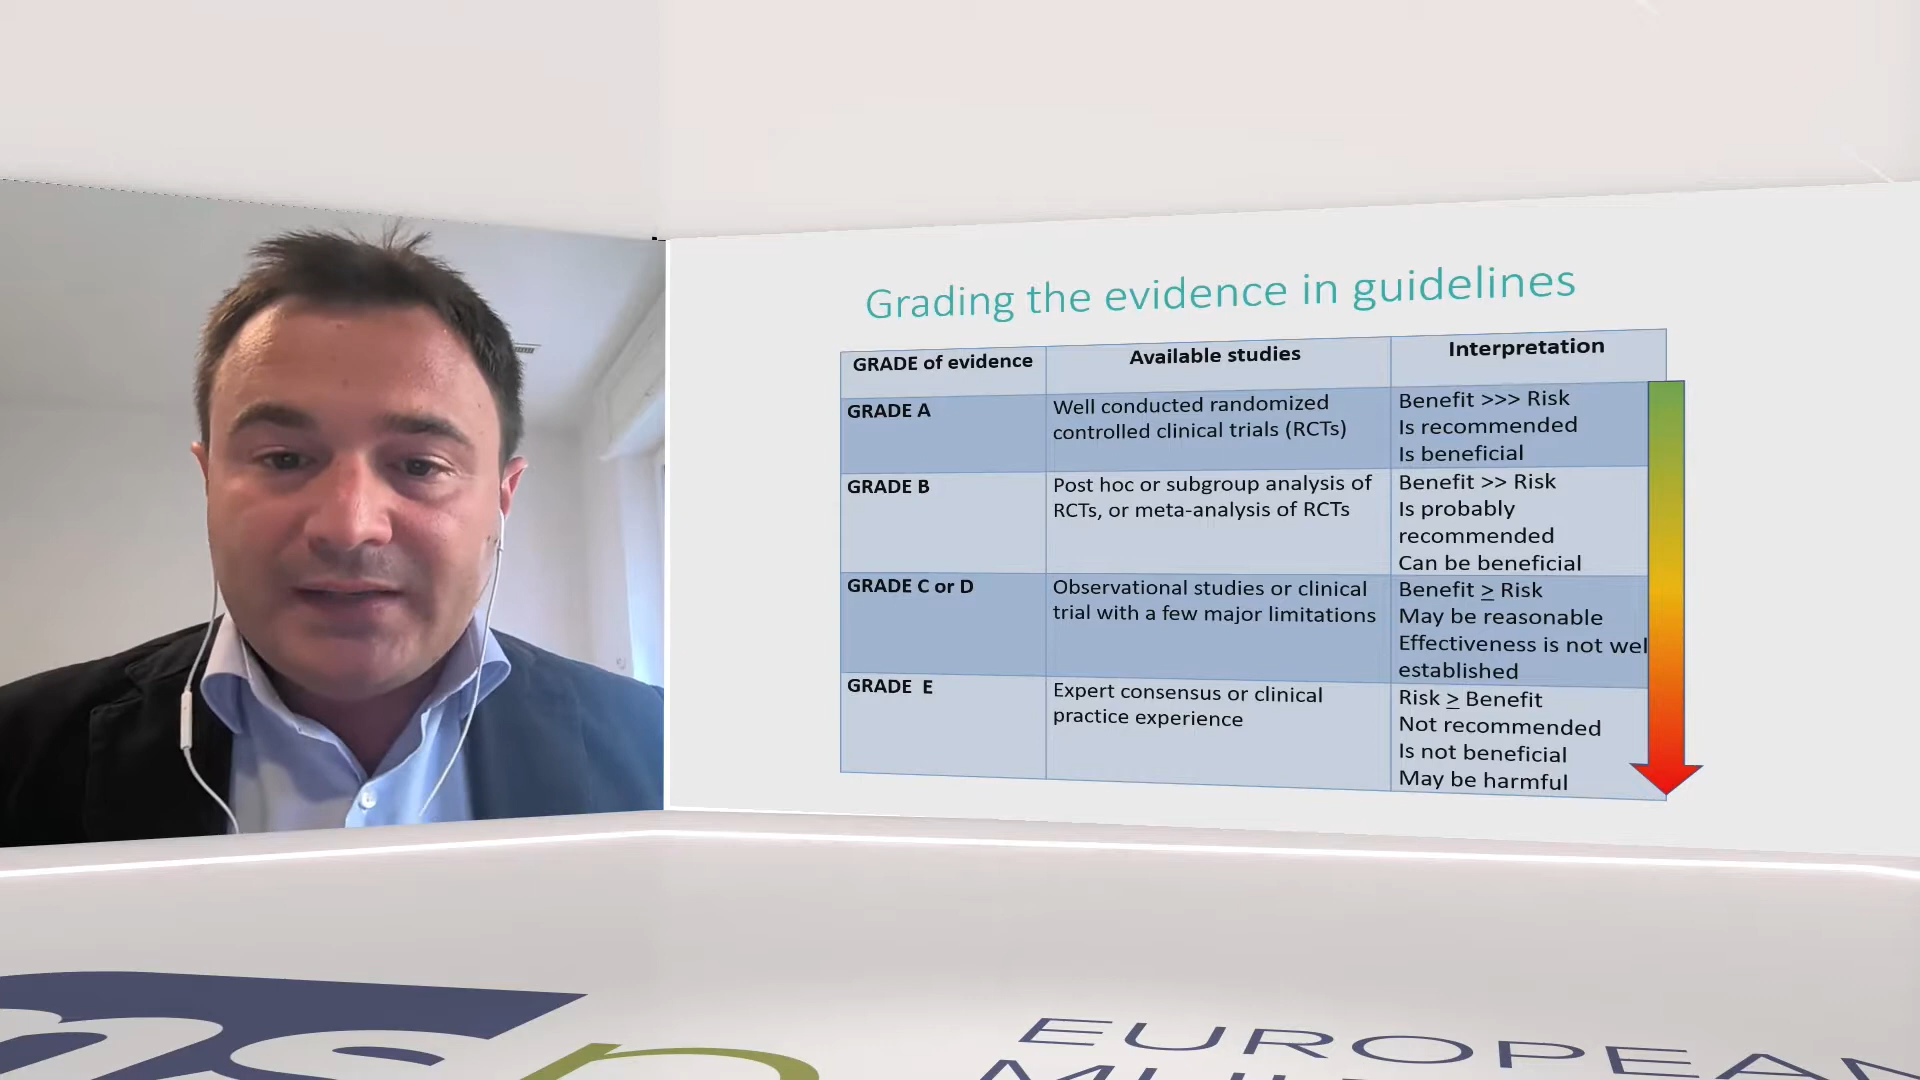 Grading the evidence in guidelines
GRADE of evidence
Available studies
Interpretation
GRADE A
Well conducted randomized
controlled clinical trials (RCTs)
Benefit >>> Risk
Is recommended
Is beneficial
GRADE B
Post hoc or subgroup analysis of
RCTs, or meta-analysis of RCTs
Benefit >> Risk
Is probably
recommended
Can be beneficial
GRADE C or D
Observational studies or clinical
trial with a few major limitations
Benefit ≥ Risk
May be reasonable
Effectiveness is not wel
established
GRADE E
Expert consensus or clinical
practice experience
Risk ≥ Benefit
Not recommended
Is not beneficial
May be harmful
EUROPEAN